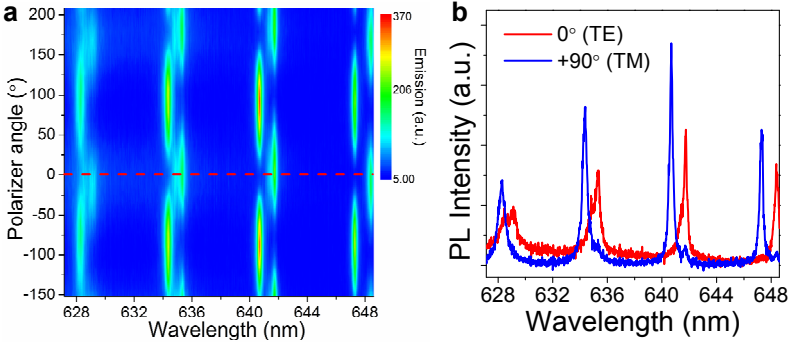 a
200
150
100
50
0
-50
-100
-150
Polarizer angle (°)
628
632
636
640
644
648
Wavelength (nm)
370
206
5.00
Emission (a.u.)
b
0° (TE)
+90° (TM)
PL Intensity (a.u.)
628
632
636
640
644
648
Wavelength (nm)